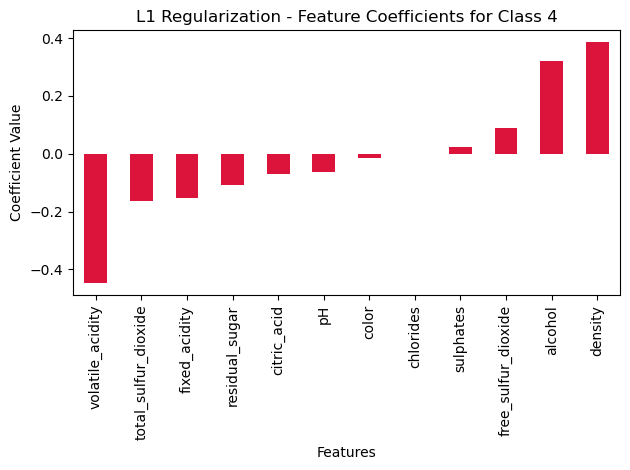 L1 Regularization - Feature Coefficients for Class 4
Coefficient Value
0.4
0.2
0.0
−0.2
−0.4
volatile_acidity
total_sulfur_dioxide
fixed_acidity
residual_sugar
citric_acid
pH
color
chlorides
sulphates
free_sulfur_dioxide
alcohol
density
Features